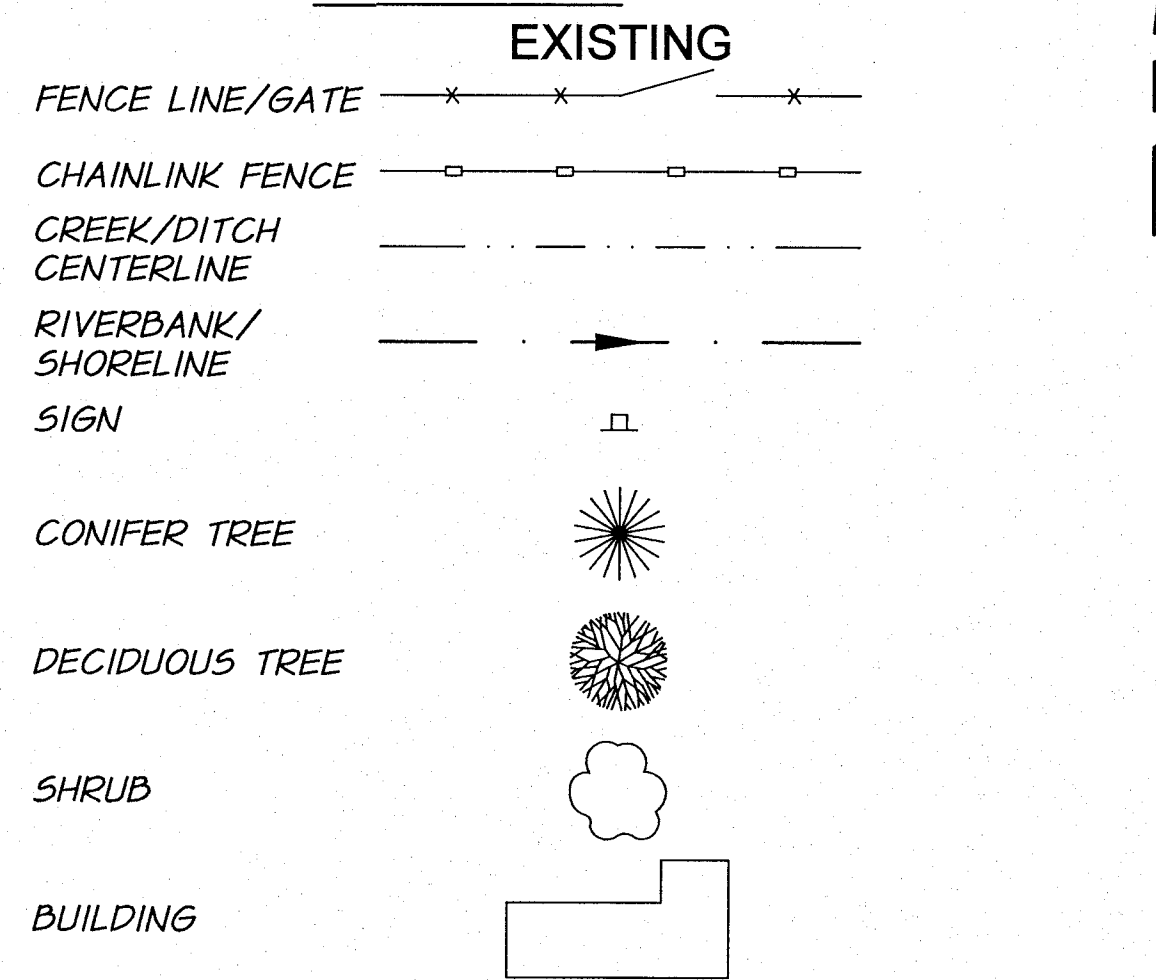 EXISTING
FENCE LINE/GATE
CHAINLINK FENCE
CREEK/DITCH
CENTERLINE
RIVERBANK/
SHORELINE
SIGN
CONIFER TREE
DECIDUOUS TREE
SHRUB
BUILDING